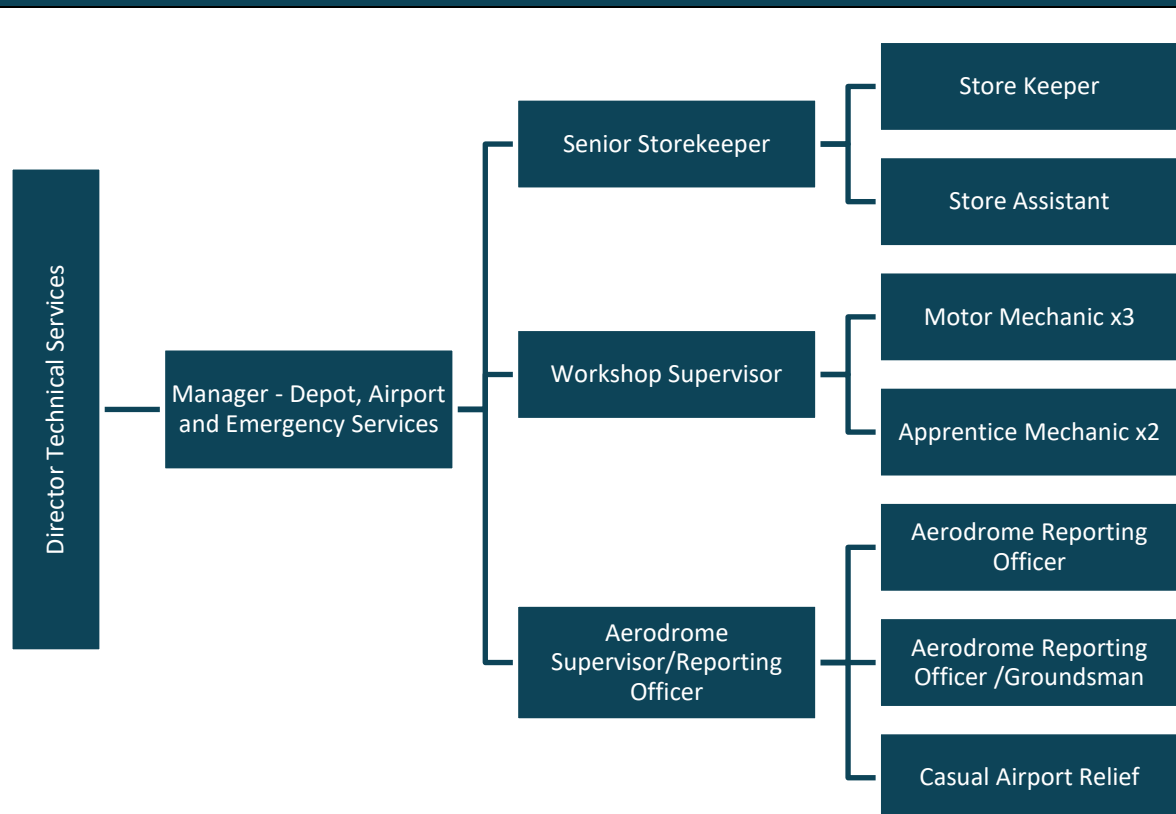 Director Technical Services
Manager - Depot, Airport
and Emergency Services
Senior Storekeeper
Store Keeper
Store Assistant
Workshop Supervisor
Motor Mechanic x3
Apprentice Mechanic x2
Aerodrome
Supervisor/Reporting
Officer
Aerodrome Reporting
Officer
Aerodrome Reporting
Officer /Groundsman
Casual Airport Relief